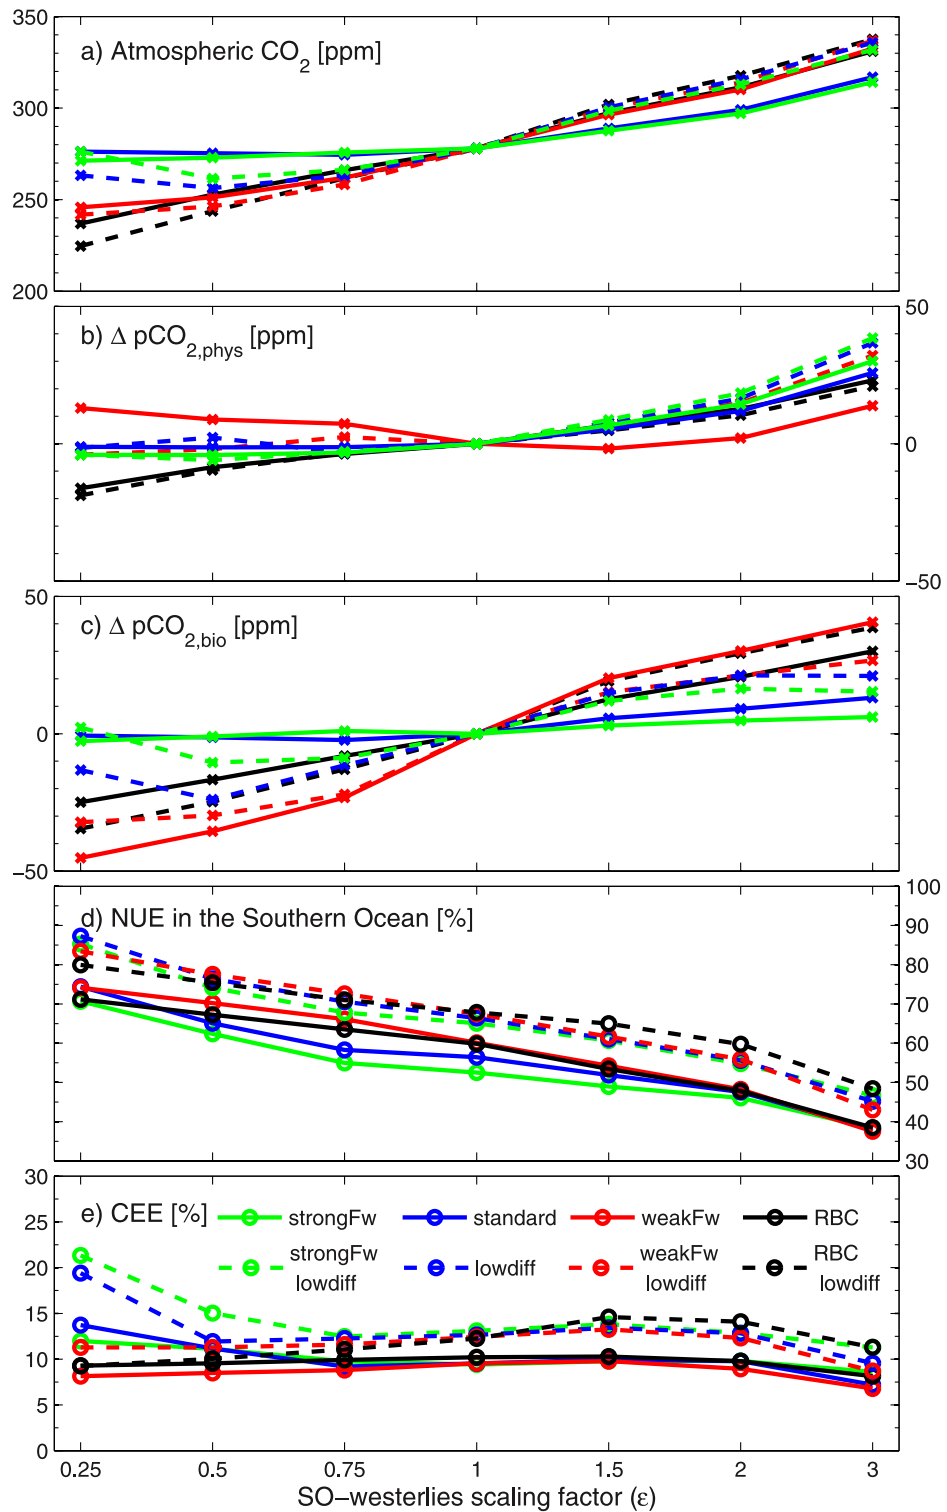 350
a) Atmospheric CO2 [ppm]
300
250
200
50
b) Δ pCO2,phys [ppm]
0
−50
50
c) Δ pCO2,bio [ppm]
0
−50
100
d) NUE in the Southern Ocean [%]
90
80
70
60
50
40
30
30
e) CEE [%]
strongFw
standard
weakFw
RBC
25
strongFw lowdiff
lowdiff
weakFw lowdiff
RBC lowdiff
20
15
10
5
0
0.25 0.5 0.75 1 1.5 2 3
SO−westerlies scaling factor (ε)